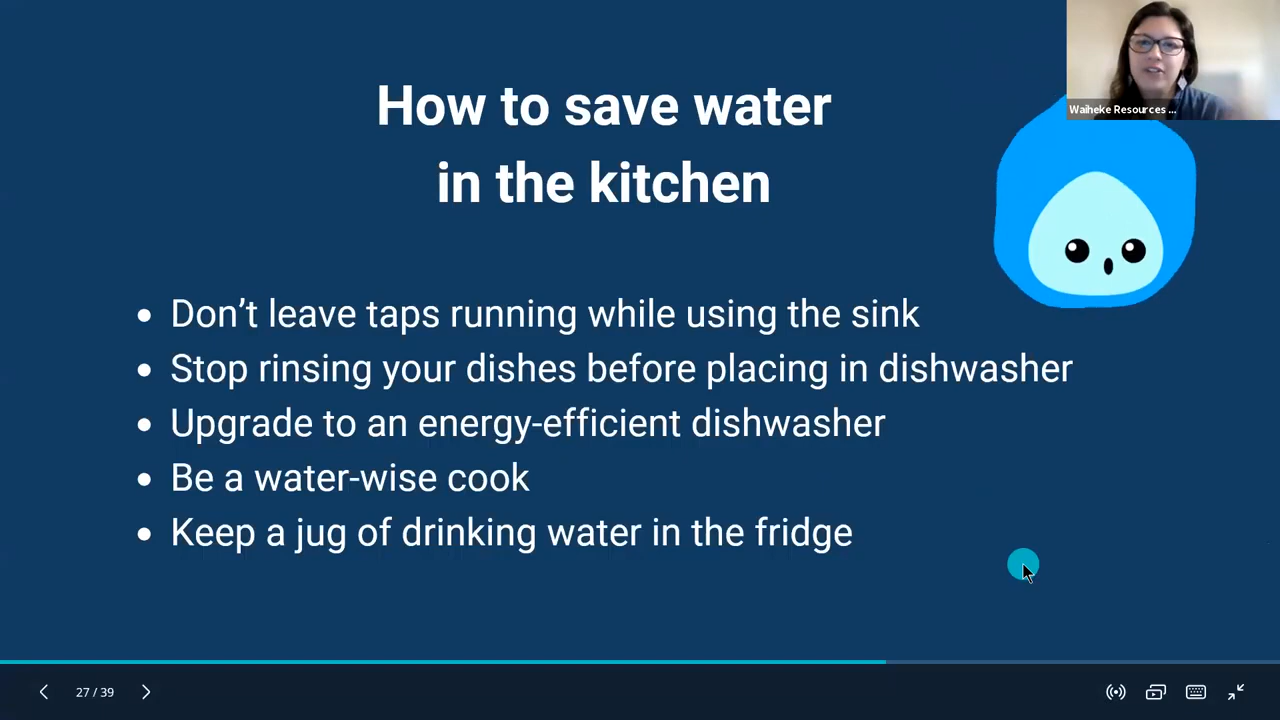 Waiheke Resources ...
How to save water
in the kitchen
• Don’t leave taps running while using the sink
• Stop rinsing your dishes before placing in dishwasher
• Upgrade to an energy-efficient dishwasher
• Be a water-wise cook
• Keep a jug of drinking water in the fridge
27 / 39